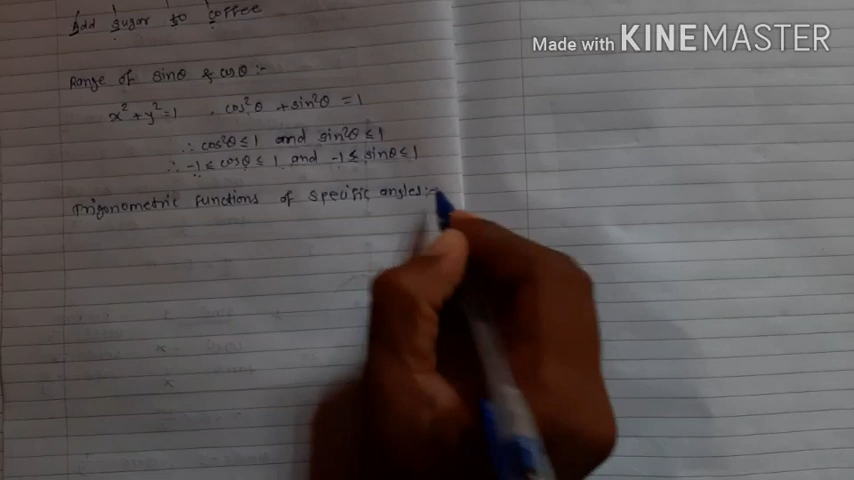 Add sugar to coffee
Made with KINEMASTER
Range of sinθ & cosθ :-
x²+y²=1 . cos²θ +sin²θ =1
∴ cos²θ ≤ 1 and sin²θ ≤ 1
∴ -1 ≤ cosθ ≤ 1 and -1 ≤ sinθ ≤ 1
Trigonometric functions of specific angles:-